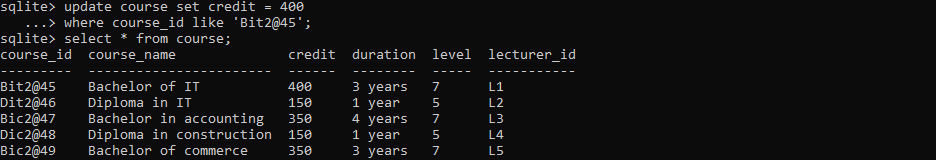 sqlite> update course set credit = 400
   ...> where course_id like 'Bit2@45';
sqlite> select * from course;
course_id  course_name              credit  duration  level  lecturer_id
---------  -----------------------  ------  --------  -----  -----------
Bit2@45    Bachelor of IT           400     3 years   7      L1
Dit2@46    Diploma in IT            150     1 year    5      L2
Bic2@47    Bachelor in accounting   350     4 years   7      L3
Dic2@48    Diploma in construction  150     1 year    5      L4
Bic2@49    Bachelor of commerce     350     3 years   7      L5